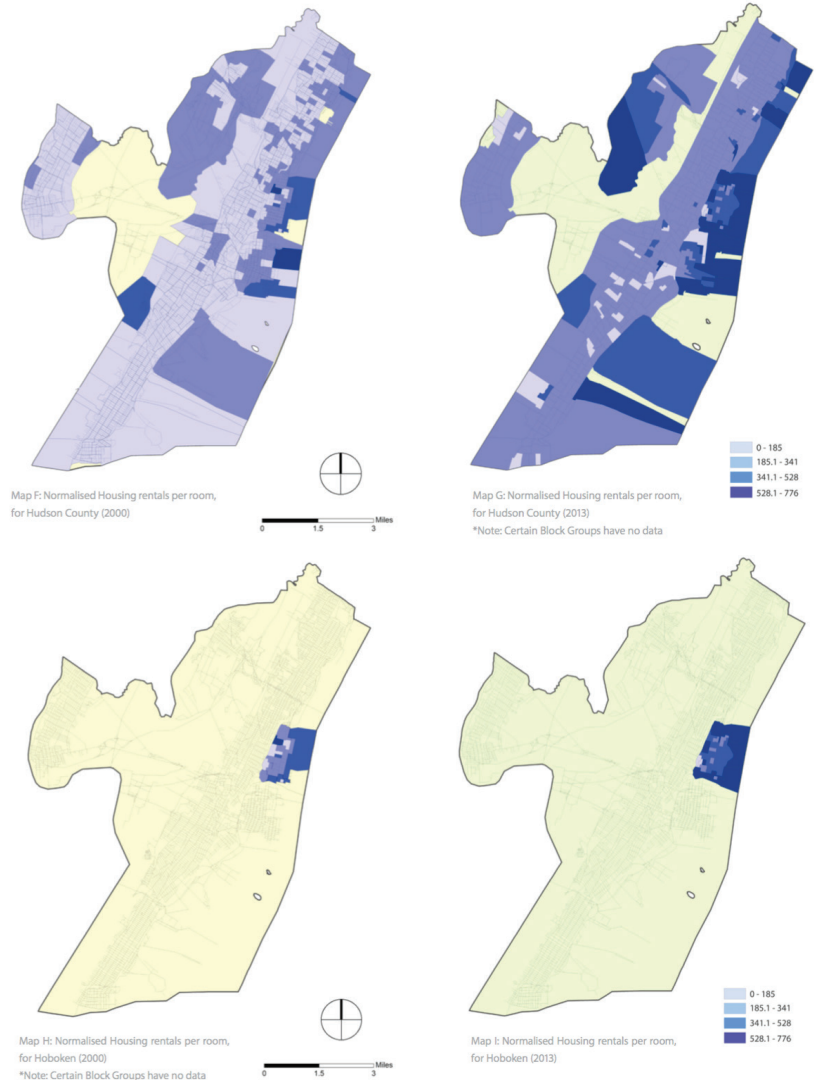 Map F: Normalised Housing rentals per room,
for Hudson County (2000)
0 1.5 3 Miles
Map G: Normalised Housing rentals per room,
for Hudson County (2013)
*Note: Certain Block Groups have no data
0 - 185
185.1 - 341
341.1 - 528
528.1 - 776
Map H: Normalised Housing rentals per room,
for Hoboken (2000)
*Note: Certain Block Groups have no data
0 1.5 3 Miles
Map I: Normalised Housing rentals per room,
for Hoboken (2013)
0 - 185
185.1 - 341
341.1 - 528
528.1 - 776